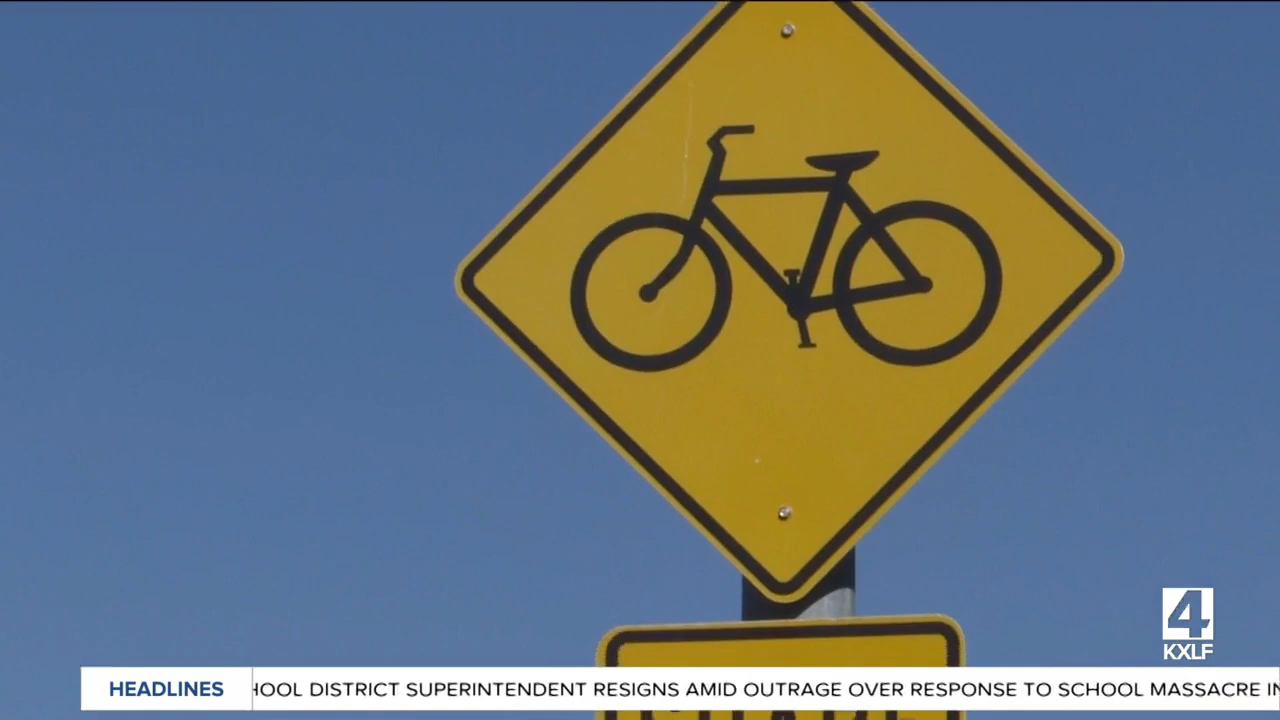 4
KXLF
HEADLINES
HOOL DISTRICT SUPERINTENDENT RESIGNS AMID OUTRAGE OVER RESPONSE TO SCHOOL MASSACRE IN